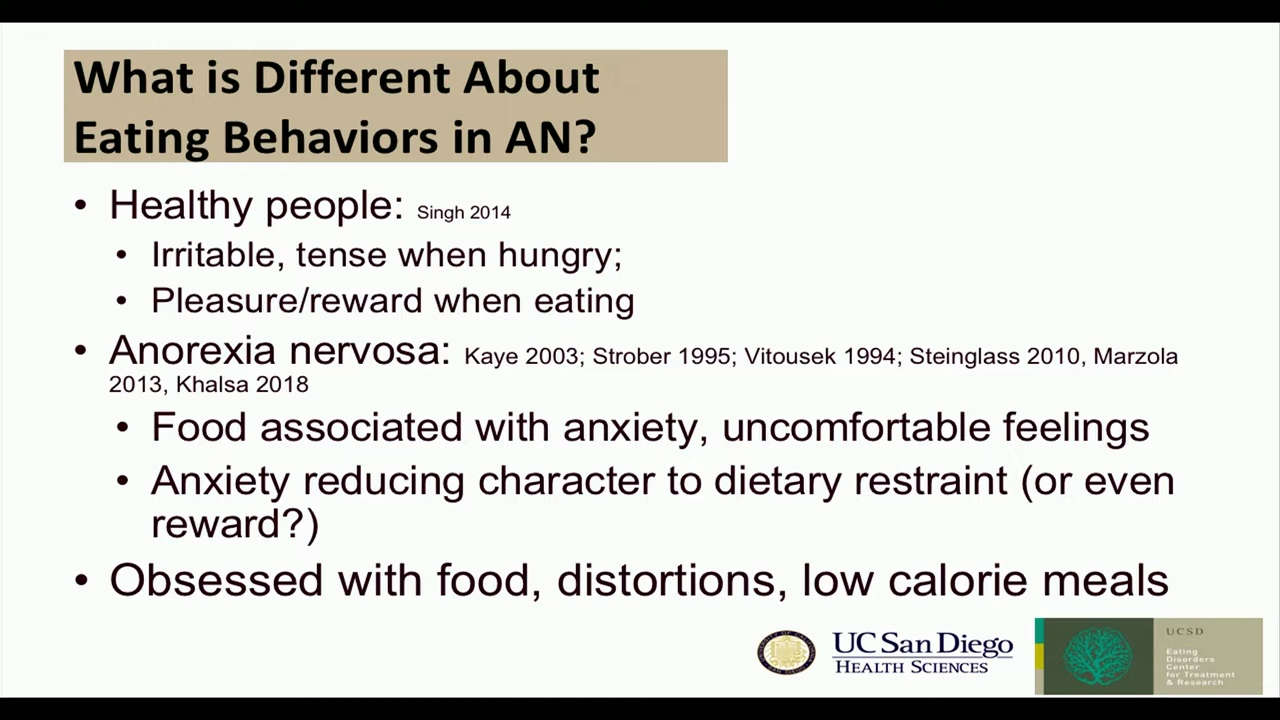 What is Different About
Eating Behaviors in AN?
• Healthy people: Singh 2014
• Irritable, tense when hungry;
• Pleasure/reward when eating
• Anorexia nervosa: Kaye 2003; Strober 1995; Vitousek 1994; Steinglass 2010, Marzola
2013, Khalsa 2018
• Food associated with anxiety, uncomfortable feelings
• Anxiety reducing character to dietary restraint (or even
reward?)
• Obsessed with food, distortions, low calorie meals
UC San Diego
HEALTH SCIENCES
UCSD
Eating
Disorders
Center
for Treatment
& Research